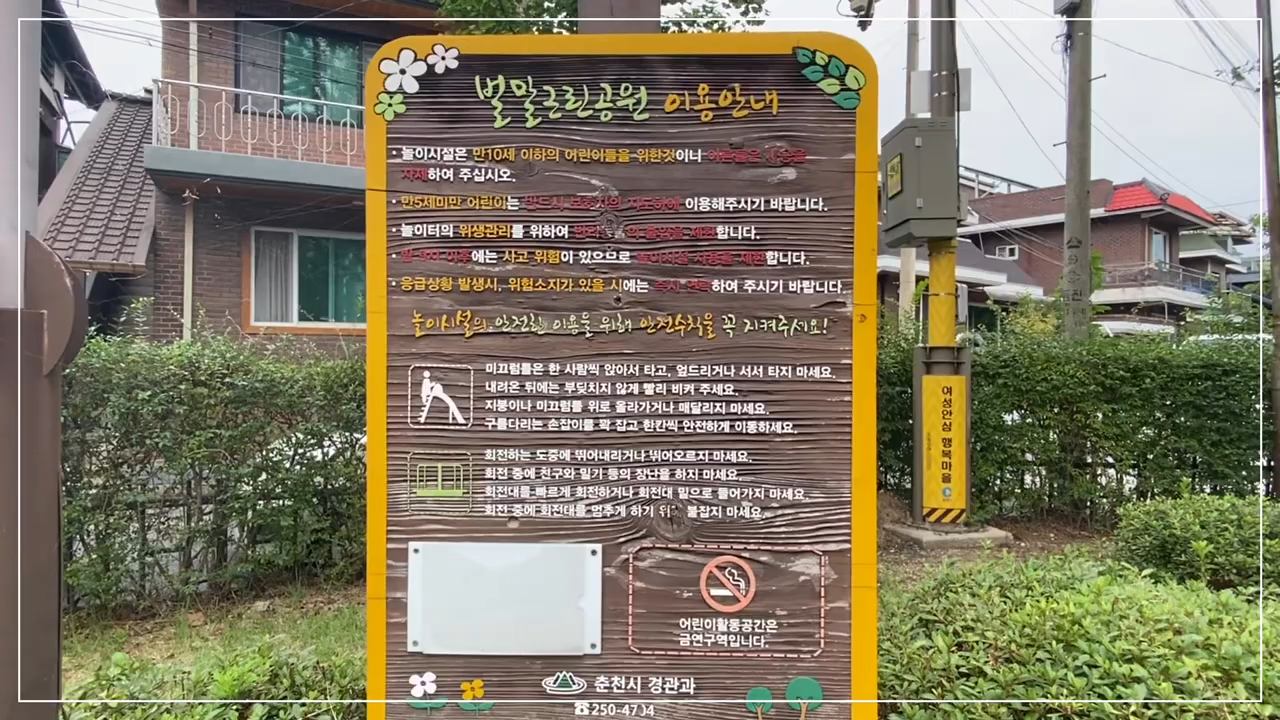 벌말근린공원 이용안내
· 놀이시설은 만10세 이하의 어린이들을 위한것이니 어른들은 사용을
자제하여 주십시오.
· 만5세미만 어린이는 반드시 보호자의 지도하에 이용해주시기 바랍니다.
· 놀이터의 위생관리를 위하여 출입을 제한합니다.
· 이후에는 사고 위험이 있으므로 놀이시설 사용을 제한합니다.
· 응급상황 발생시, 위험소지가 있을 시에는 즉시 연락하여 주시기 바랍니다.
놀이시설의 안전한 이용을 위해 안전수칙을 꼭 지켜주세요!
미끄럼틀은 한 사람씩 앉아서 타고, 엎드리거나 서서 타지 마세요.
내려온 뒤에는 부딪치지 않게 빨리 비켜 주세요.
지붕이나 미끄럼틀 위로 올라가거나 매달리지 마세요.
구름다리는 손잡이를 꽉 잡고 한칸씩 안전하게 이동하세요.
회전하는 도중에 뛰어내리거나 뛰어오르지 마세요.
회전 중에 친구와 밀기 등의 장난을 하지 마세요.
회전대를 빠르게 회전하거나 회전대 밑으로 들어가지 마세요.
회전 중에 회전대를 멈추게 하기 위 붙잡지 마세요.
어린이활동공간은
금연구역입니다.
춘천시 경관과
☎250-47
여성안심 행복마을